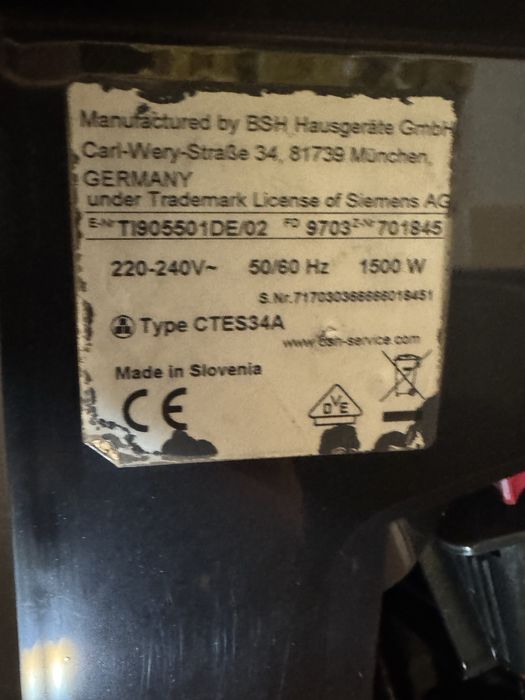 Manufactured by BSH Hausgeräte GmbH
Carl-Wery-Straße 34, 81739 München,
GERMANY
under Trademark License of Siemens AG
E-Nr TI905501DE/02 FD 9703 Z-Nr 701845
220-240V~ 50/60 Hz 1500 W
S.Nr.717030366666018451
Type CTES34A
www.bsh-service.com
Made in Slovenia
CE
DVE